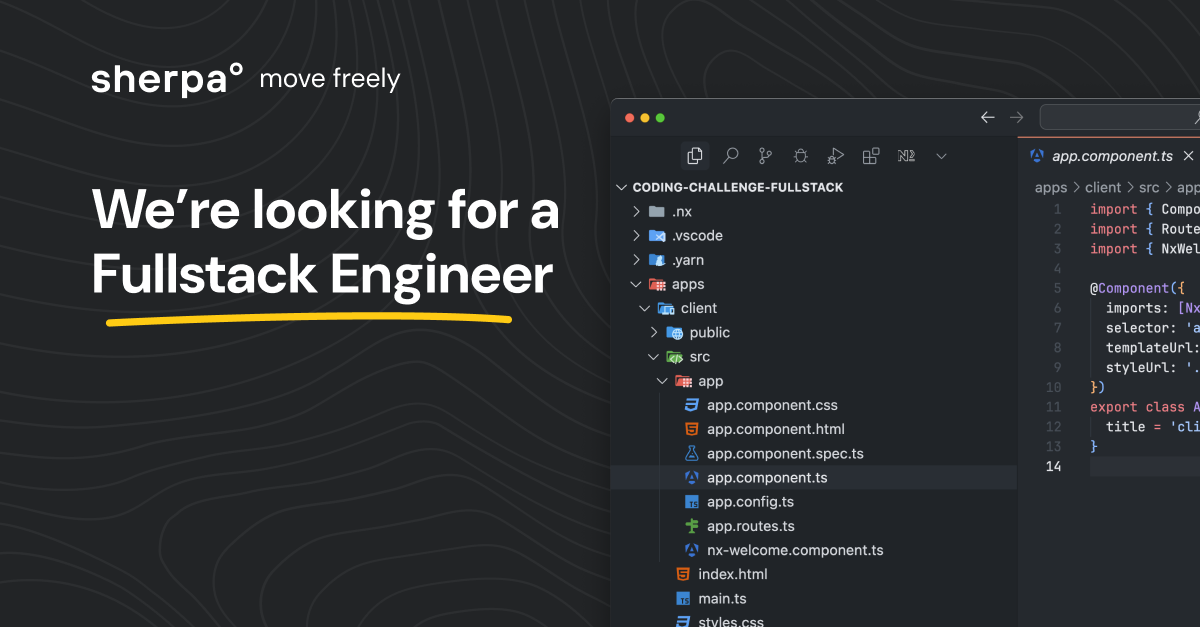 sherpa° move freely
We’re looking for a
Fullstack Engineer
CODING-CHALLENGE-FULLSTACK
.nx
.vscode
.yarn
apps
client
public
src
app
app.component.css
app.component.html
app.component.spec.ts
app.component.ts
app.config.ts
app.routes.ts
nx-welcome.component.ts
index.html
main.ts
styles.css
app.component.ts
apps > client > src > app
1 import { Compo
2 import { Route
3 import { NxWel
4
5 @Component({
6 imports: [Nx
7 selector: 'a
8 templateUrl:
9 styleUrl: '.
10 })
11 export class A
12 title = 'cli
13 }
14